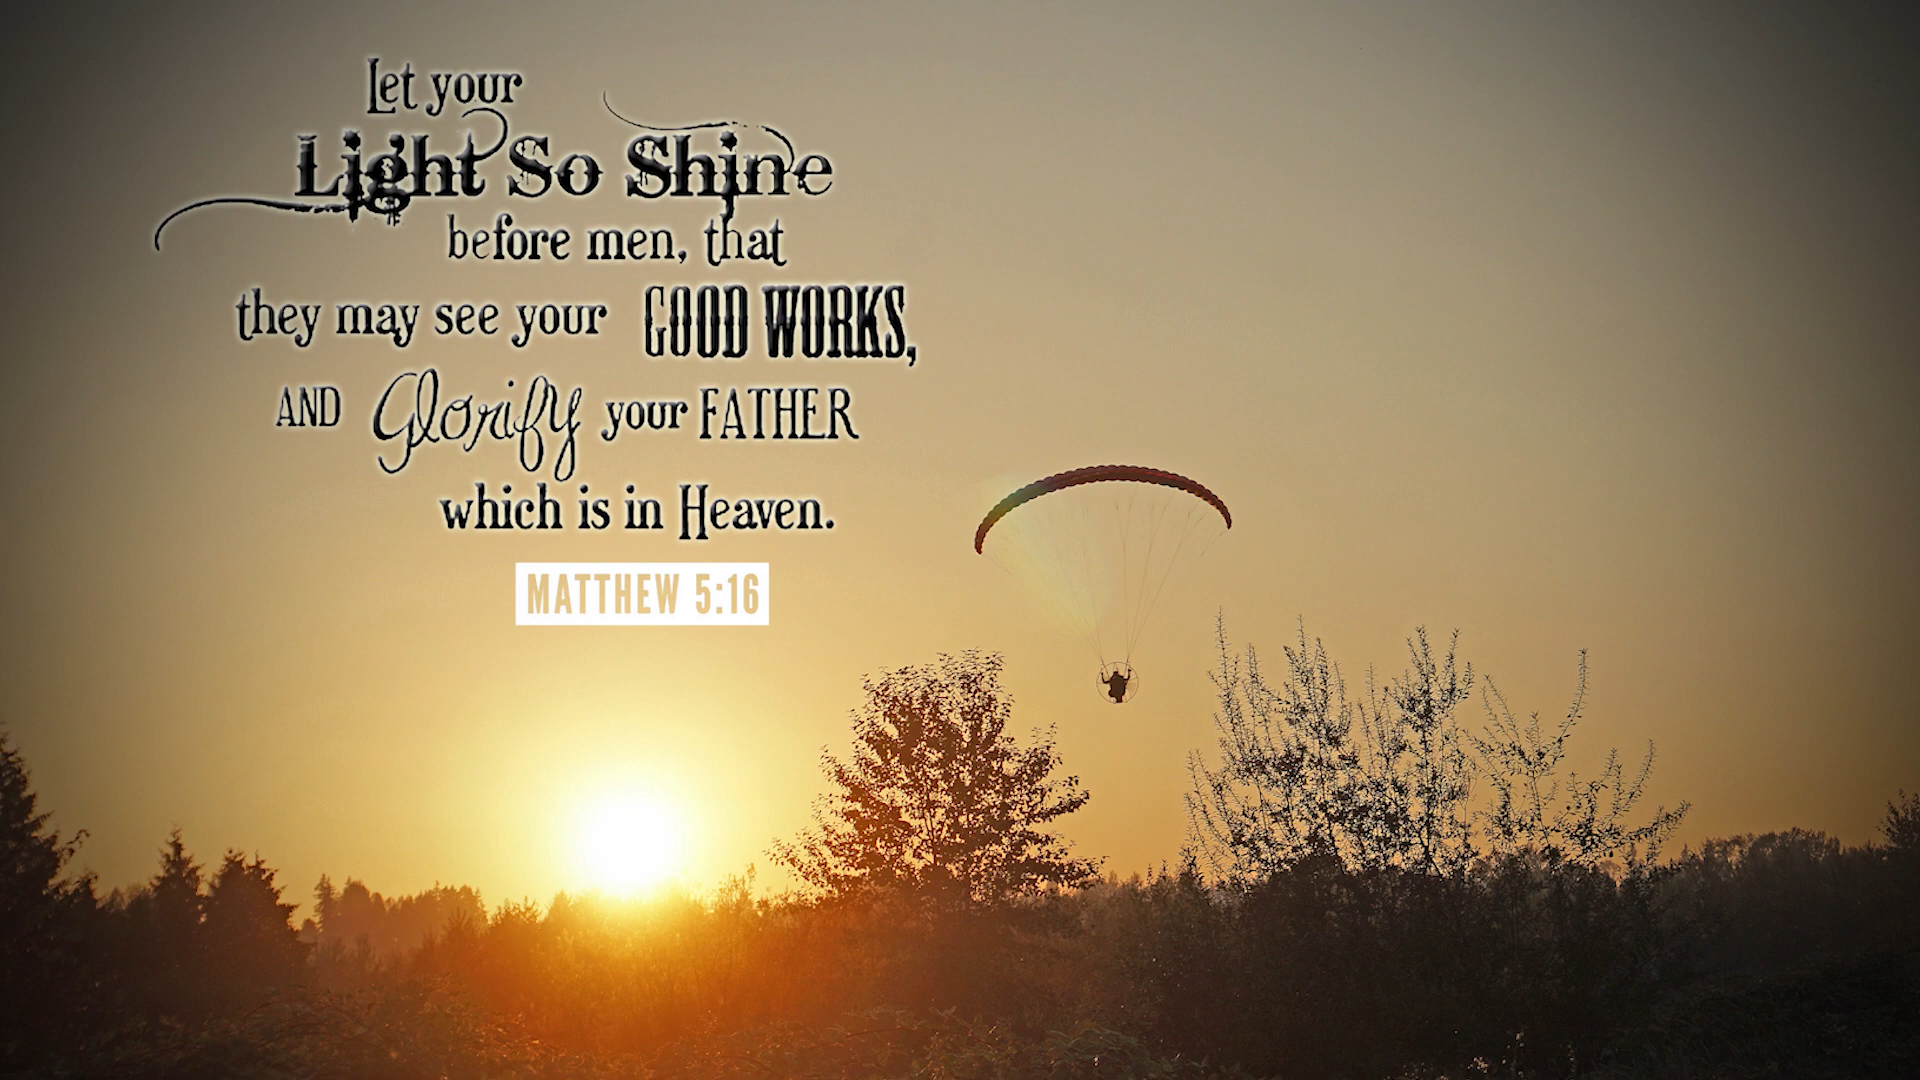 Let your
Light So Shine
before men, that
they may see your GOOD WORKS,
AND Glorify your FATHER
which is in Heaven.
MATTHEW 5:16